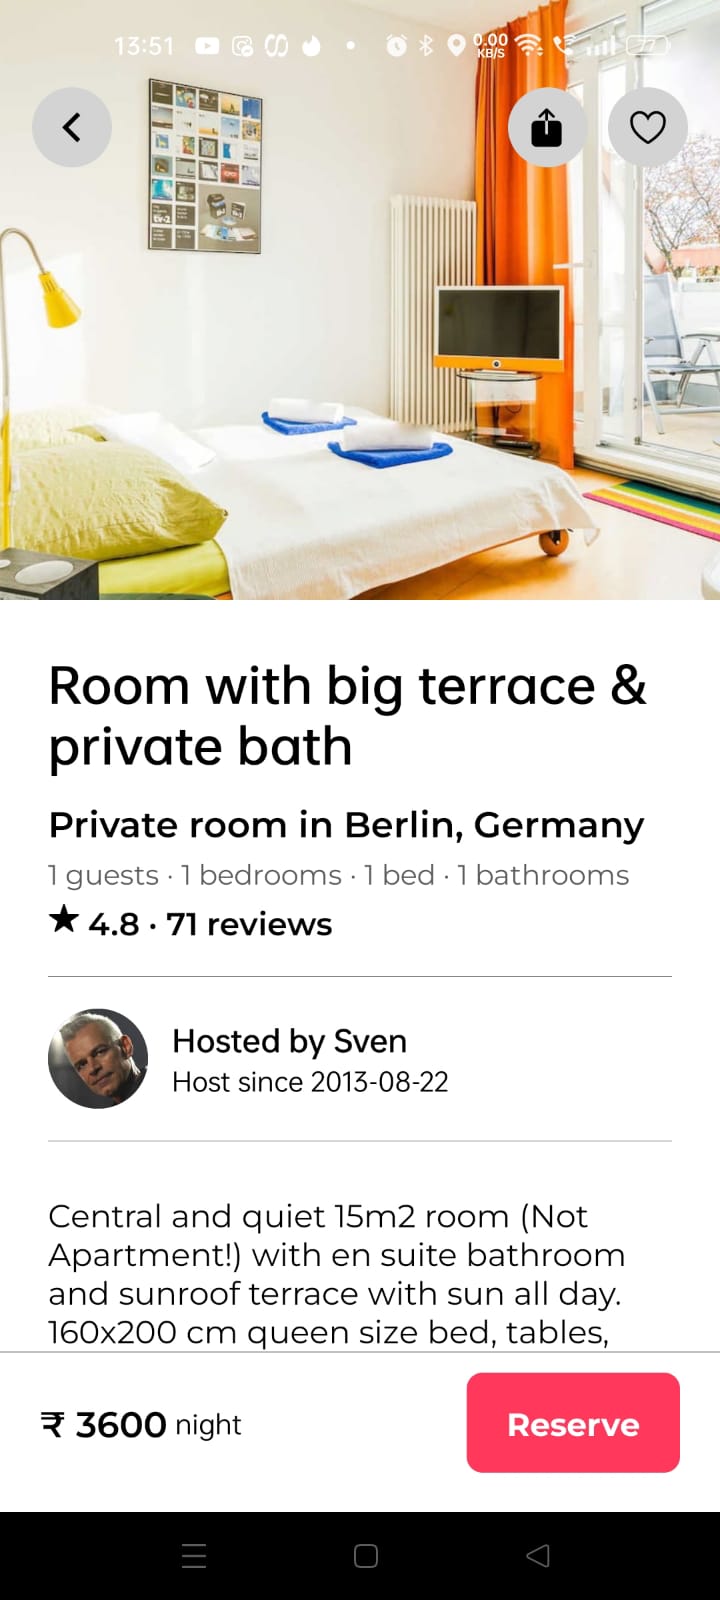 13:51
0.00
KB/S
77
tv-2
Room with big terrace &
private bath
Private room in Berlin, Germany
1 guests · 1 bedrooms · 1 bed · 1 bathrooms
★ 4.8 · 71 reviews
Hosted by Sven
Host since 2013-08-22
Central and quiet 15m2 room (Not
Apartment!) with en suite bathroom
and sunroof terrace with sun all day.
160x200 cm queen size bed, tables,
₹ 3600 night
Reserve